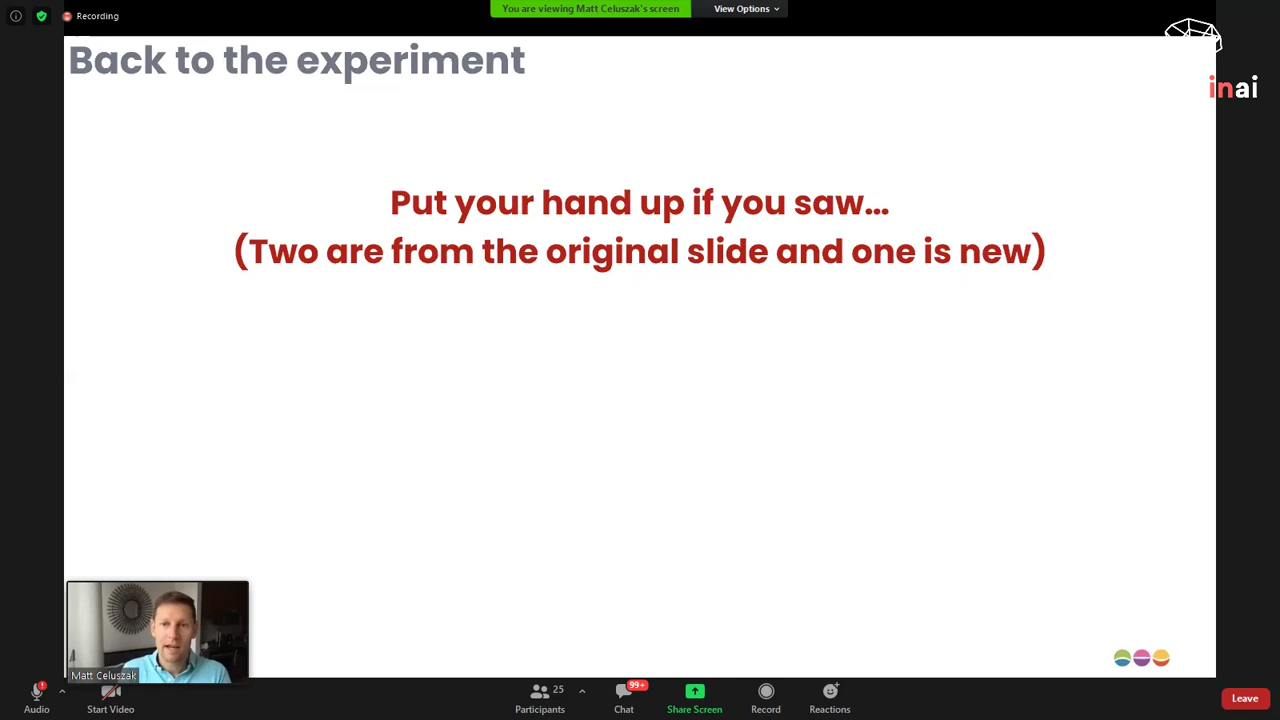 Recording
You are viewing Matt Celuszak's screen
View Options
Back to the experiment
inai
Put your hand up if you saw...
(Two are from the original slide and one is new)
Matt Celuszak
Audio
Start Video
25
Participants
99+
Chat
Share Screen
Record
Reactions
Leave